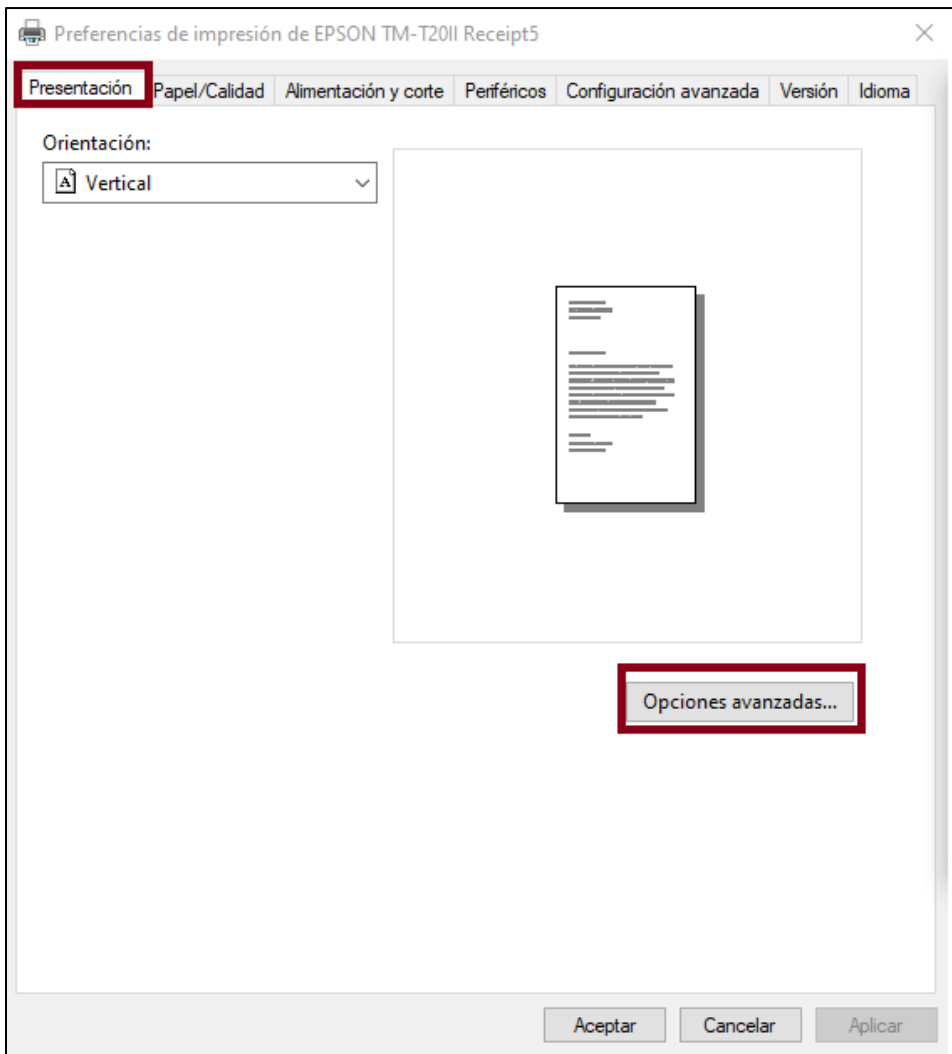 Preferencias de impresión de EPSON TM-T20II Receipt5
Presentación Papel/Calidad Alimentación y corte Periféricos Configuración avanzada Versión Idioma
Orientación:
A Vertical
Opciones avanzadas...
Aceptar Cancelar Aplicar